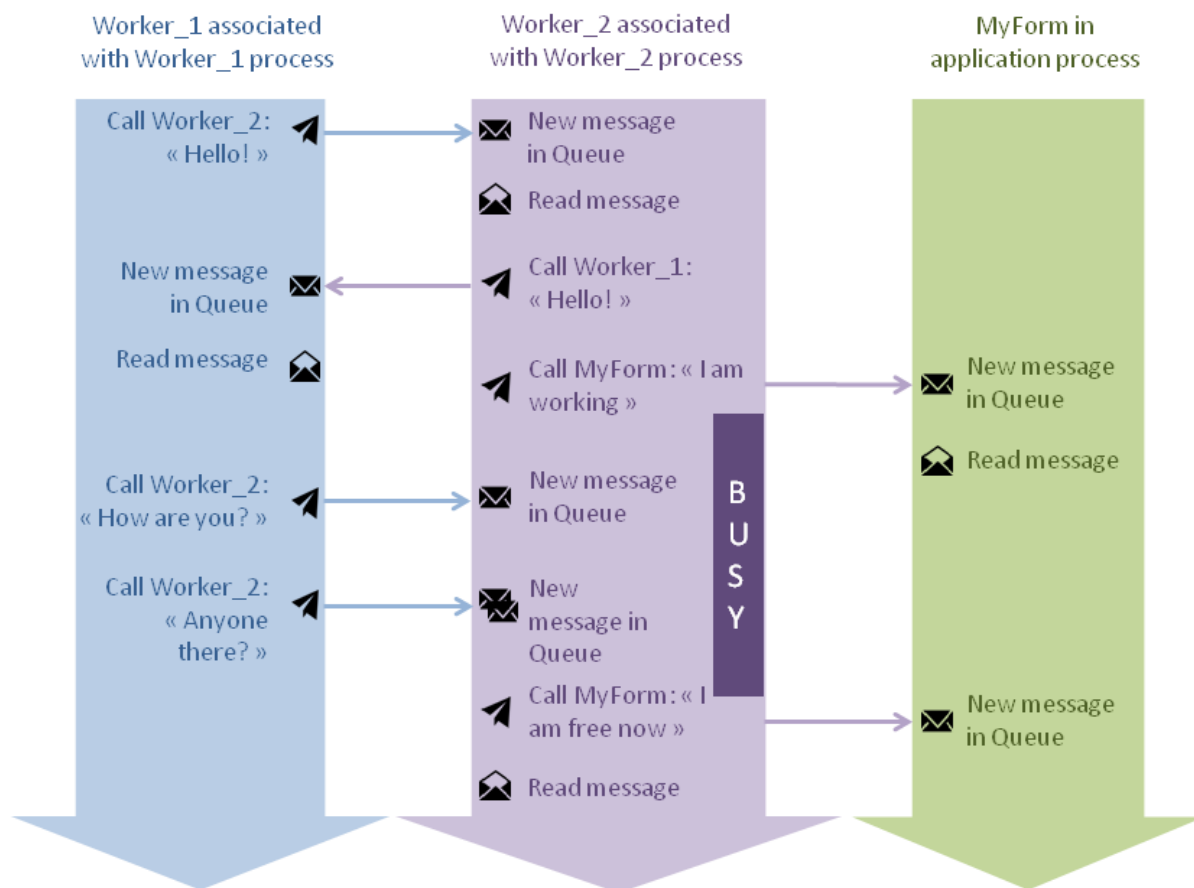 Worker_1 associated
with Worker_1 process
Worker_2 associated
with Worker_2 process
MyForm in
application process
Call Worker_2:
« Hello! »
New message
in Queue
Read message
Call Worker_2:
« How are you? »
Call Worker_2:
« Anyone
there? »
New message
in Queue
Read message
Call Worker_1:
« Hello! »
Call MyForm: « I am
working »
New message
in Queue
New
message in
Queue
Call MyForm: « I
am free now »
Read message
B
U
S
Y
New message
in Queue
Read message
New message
in Queue